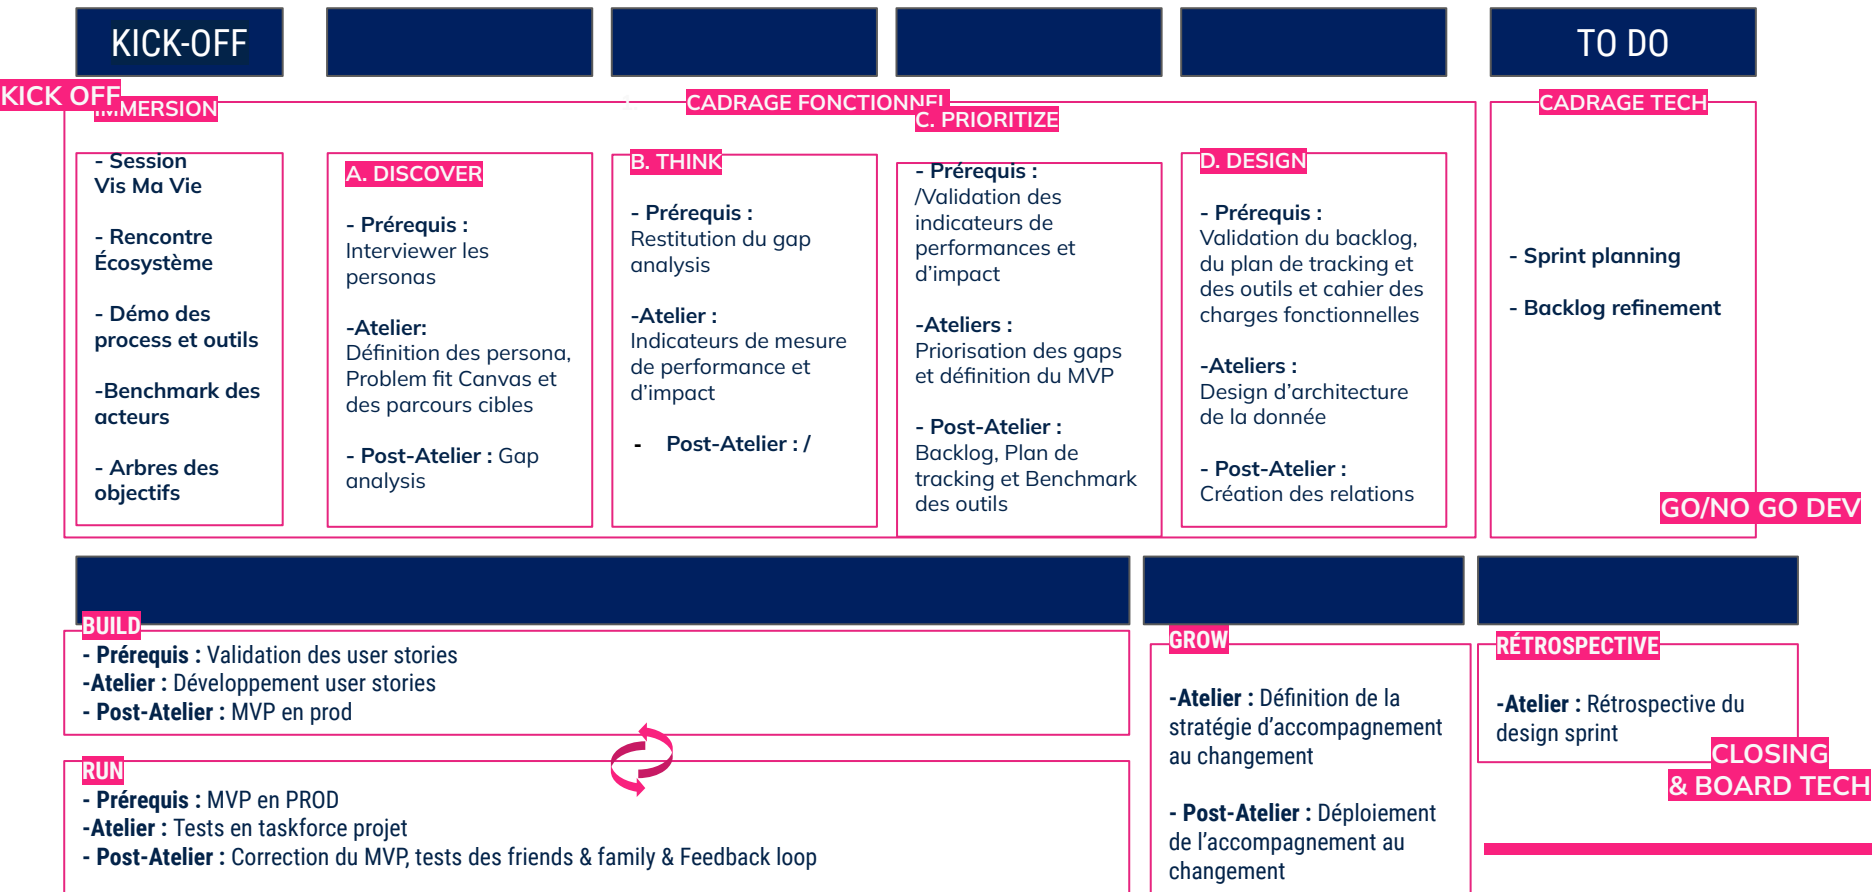 KICK-OFF
TO DO
KICK OFF
IMMERSION
CADRAGE FONCTIONNEL
CADRAGE TECH
- Session
Vis Ma Vie
- Rencontre
Écosystème
- Démo des
process et outils
-Benchmark des
acteurs
- Arbres des
objectifs
A. DISCOVER
- Prérequis :
Interviewer les
personas
-Atelier:
Définition des persona,
Problem fit Canvas et
des parcours cibles
- Post-Atelier : Gap
analysis
B. THINK
- Prérequis :
Restitution du gap
analysis
-Atelier :
Indicateurs de mesure
de performance et
d’impact
- Post-Atelier : /
C. PRIORITIZE
- Prérequis :
/Validation des
indicateurs de
performances et
d’impact
-Ateliers :
Priorisation des gaps
et définition du MVP
- Post-Atelier :
Backlog, Plan de
tracking et Benchmark
des outils
D. DESIGN
- Prérequis :
Validation du backlog,
du plan de tracking et
des outils et cahier des
charges fonctionnelles
-Ateliers :
Design d’architecture
de la donnée
- Post-Atelier :
Création des relations
- Sprint planning
- Backlog refinement
GO/NO GO DEV
BUILD
- Prérequis : Validation des user stories
-Atelier : Développement user stories
- Post-Atelier : MVP en prod
RUN
- Prérequis : MVP en PROD
-Atelier : Tests en taskforce projet
- Post-Atelier : Correction du MVP, tests des friends & family & Feedback loop
GROW
-Atelier : Définition de la
stratégie d’accompagnement
au changement
- Post-Atelier : Déploiement
de l’accompagnement au
changement
RÉTROSPECTIVE
-Atelier : Rétrospective du
design sprint
CLOSING
& BOARD TECH